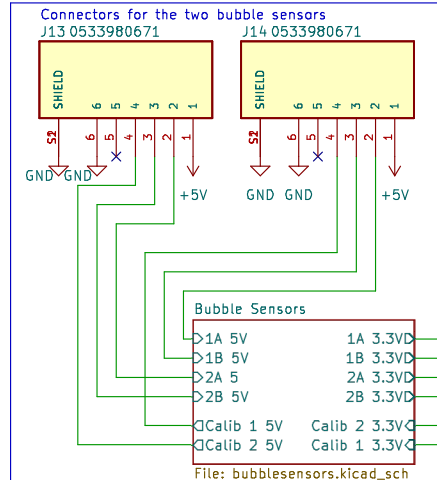 Connectors for the two bubble sensors
J13 0533980671 J14 0533980671
SHIELD 6 5 4 3 2 1 SHIELD 6 5 4 3 2 1
6 5 4 3 2 1 6 5 4 3 2 1
GND GND +5V GND GND +5V
Bubble Sensors
1A 5V 1A 3.3V
1B 5V 1B 3.3V
2A 5 2A 3.3V
2B 5V 2B 3.3V
Calib 1 5V Calib 2 3.3V
Calib 2 5V Calib 1 3.3V
File: bubblesensors.kicad_sch